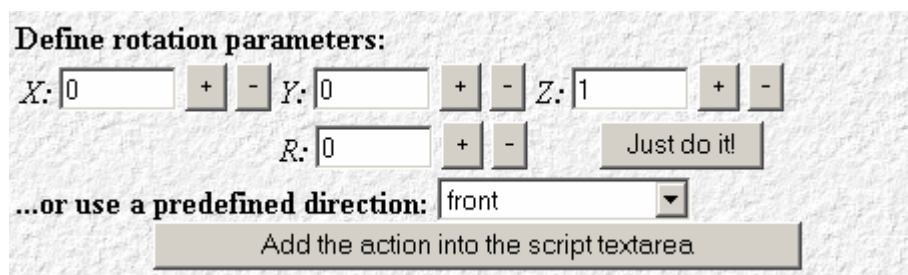 Define rotation parameters:
X: 0 + - Y: 0 + - Z: 1 + -
R: 0 + - Just do it!
...or use a predefined direction: front
Add the action into the script textarea